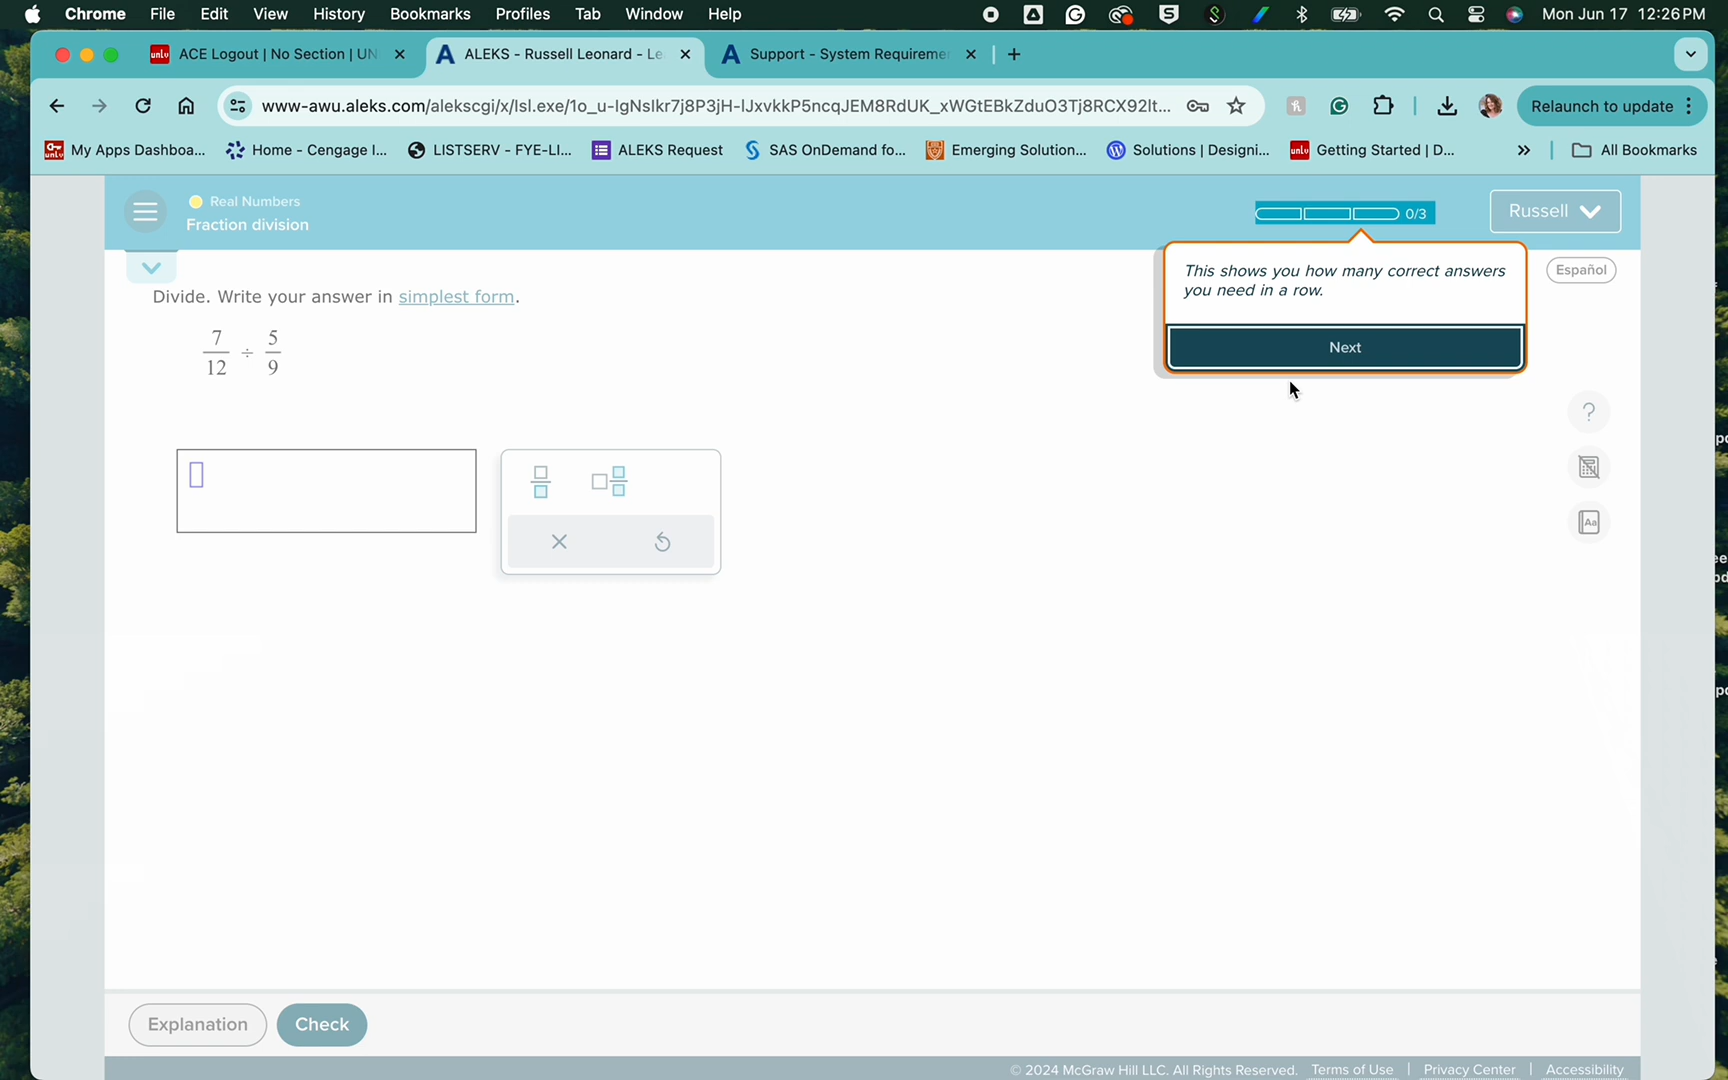 Chrome File Edit View History Bookmarks Profiles Tab Window Help Mon Jun 17 12:26 PM
unlv ACE Logout | No Section | UN ALEKS - Russell Leonard - Le Support - System Requireme
www-awu.aleks.com/alekscgi/x/Isl.exe/1o_u-IgNsIkr7j8P3jH-IJxvkkP5ncqJEM8RdUK_xWGtEBkZduO3Tj8RCX92It... Relaunch to update
My Apps Dashboa... Home - Cengage I... LISTSERV - FYE-LI... ALEKS Request SAS OnDemand fo... Emerging Solution... Solutions | Designi... unlv Getting Started | D... » All Bookmarks
Real Numbers
Fraction division
0/3
Russell
This shows you how many correct answers
you need in a row.
Next
Español
Divide. Write your answer in simplest form.
7/12 ÷ 5/9
?
Aa
Explanation Check
© 2024 McGraw Hill LLC. All Rights Reserved. Terms of Use | Privacy Center | Accessibility